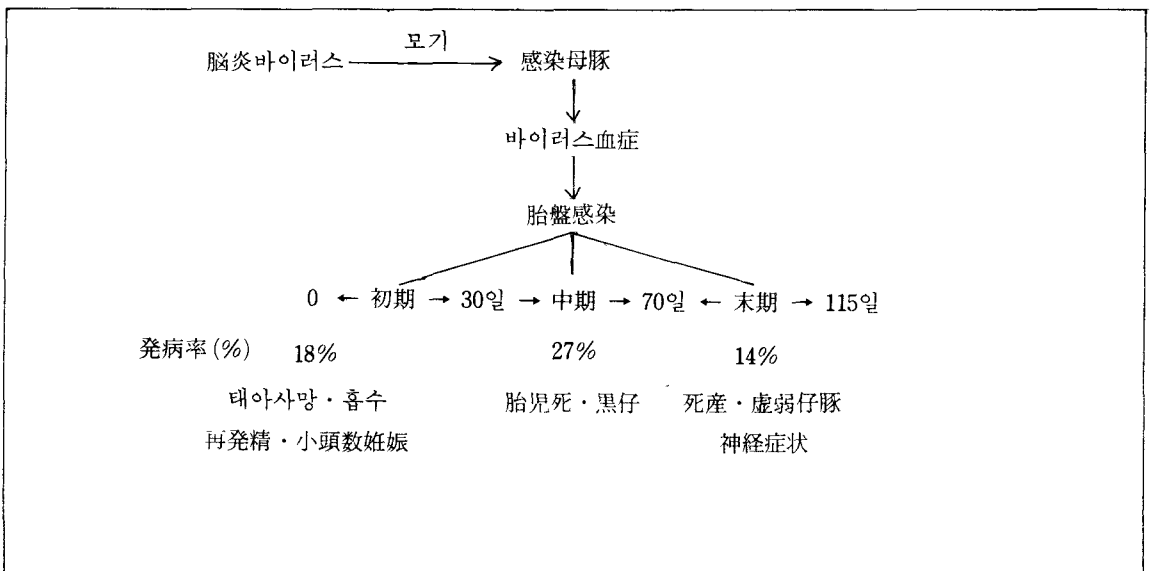 모기
脳炎바이러스 → 感染母豚
↓
바이러스血症
↓
胎盤感染
0 ← 初期 → 30일 → 中期 → 70일 ← 末期 → 115일
発病率(%) 18% 27% 14%
태아사망・흡수 胎児死・黒仔 死産・虚弱仔豚
再発精・小頭数妊娠 神経症状